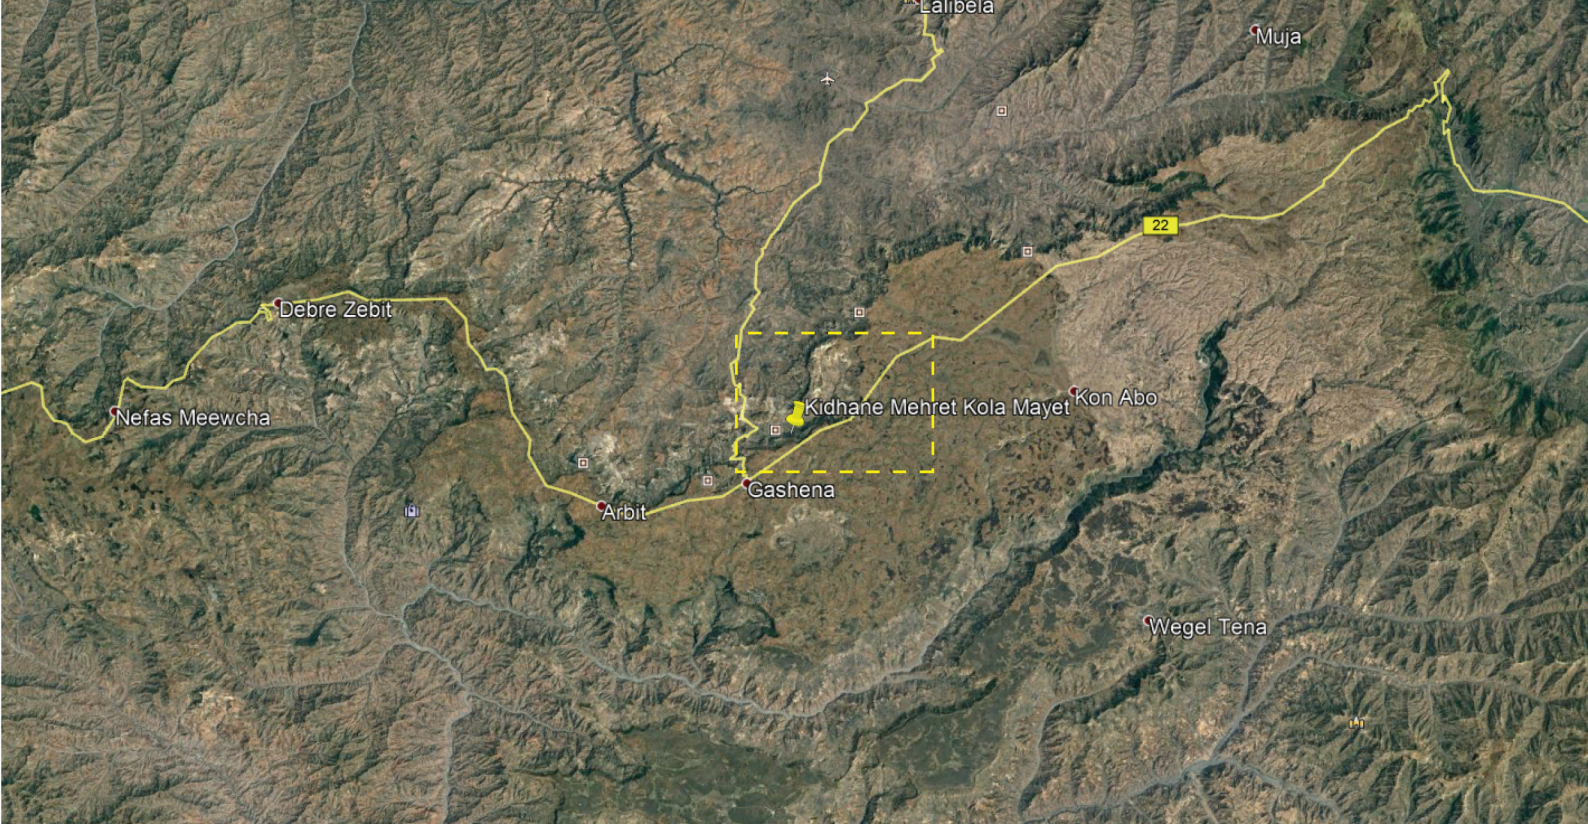 Lalibela
Muja
22
Debre Zebit
Nefas Meewcha
Kidhane Mehret Kola Mayet
Kon Abo
Gashena
Arbit
Wegel Tena